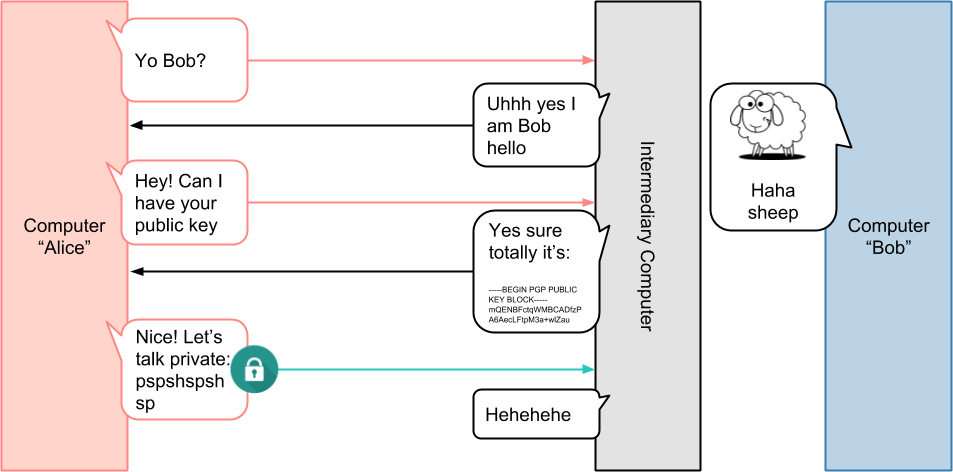 Yo Bob?
Uhhh yes I
am Bob
hello
Hey! Can I
have your
public key
Yes sure
totally it's:
-----BEGIN PGP PUBLIC
KEY BLOCK-----
mQENBFctqWMBCADfzP
A6AecLFtpM3a+wlZau
Nice! Let's
talk private:
pspshspsh
sp
Hehehehe
Computer
“Alice”
Intermediary Computer
Haha
sheep
Computer
“Bob”